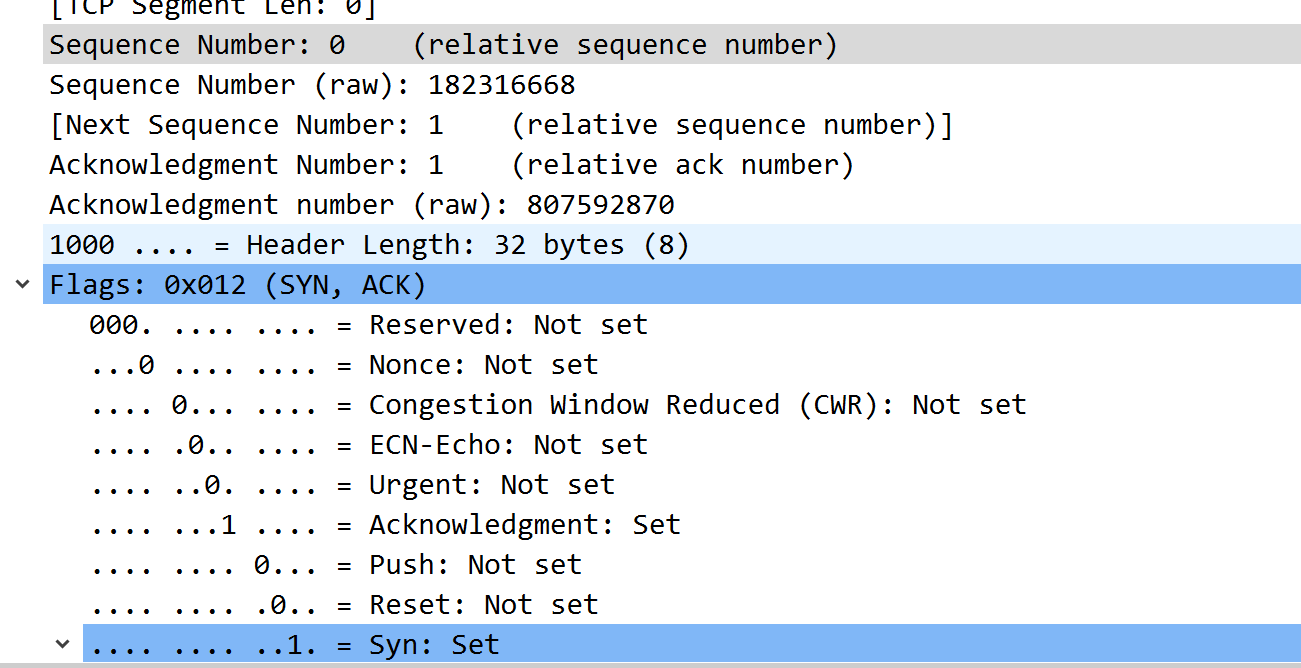 [TCP Segment Len: 0]
Sequence Number: 0    (relative sequence number)
Sequence Number (raw): 182316668
[Next Sequence Number: 1    (relative sequence number)]
Acknowledgment Number: 1    (relative ack number)
Acknowledgment number (raw): 807592870
1000 .... = Header Length: 32 bytes (8)
Flags: 0x012 (SYN, ACK)
000. .... .... = Reserved: Not set
...0 .... .... = Nonce: Not set
.... 0... .... = Congestion Window Reduced (CWR): Not set
.... .0.. .... = ECN-Echo: Not set
.... ..0. .... = Urgent: Not set
.... ...1 .... = Acknowledgment: Set
.... .... 0... = Push: Not set
.... .... .0.. = Reset: Not set
.... .... ..1. = Syn: Set